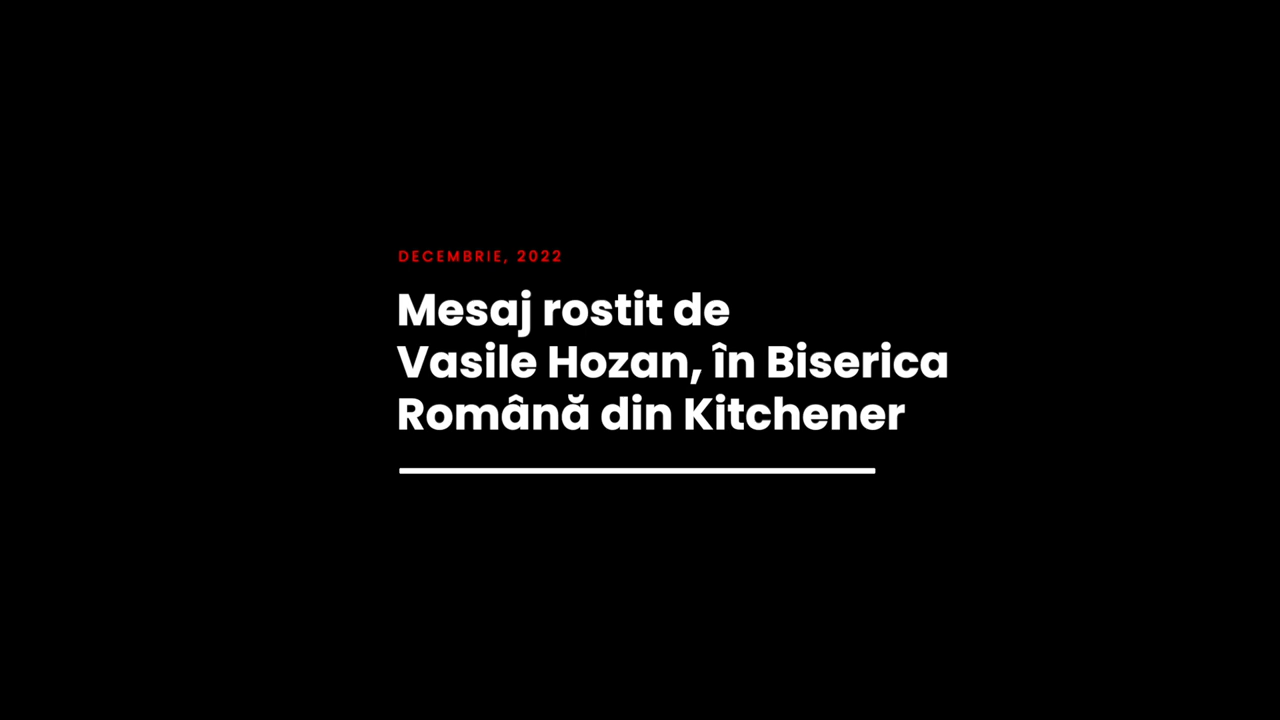 DECEMBRIE, 2022
Mesaj rostit de
Vasile Hozan, în Biserica
Română din Kitchener